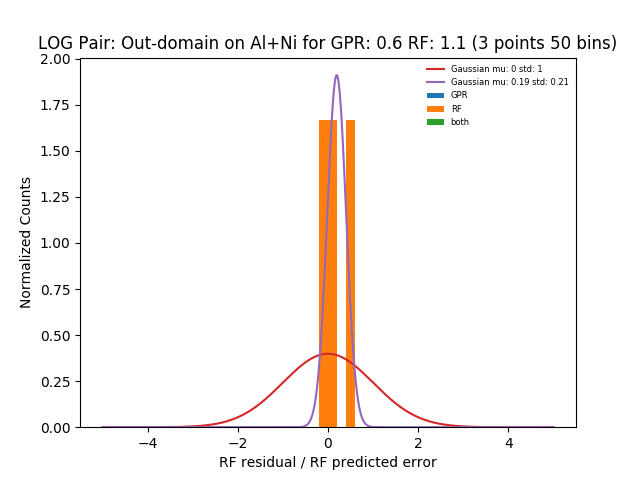 LOG Pair: Out-domain on Al+Ni for GPR: 0.6 RF: 1.1 (3 points 50 bins)
Gaussian mu: 0 std: 1
Gaussian mu: 0.19 std: 0.21
GPR
RF
both
Normalized Counts
2.00
1.75
1.50
1.25
1.00
0.75
0.50
0.25
0.00
−4
−2
0
2
4
RF residual / RF predicted error